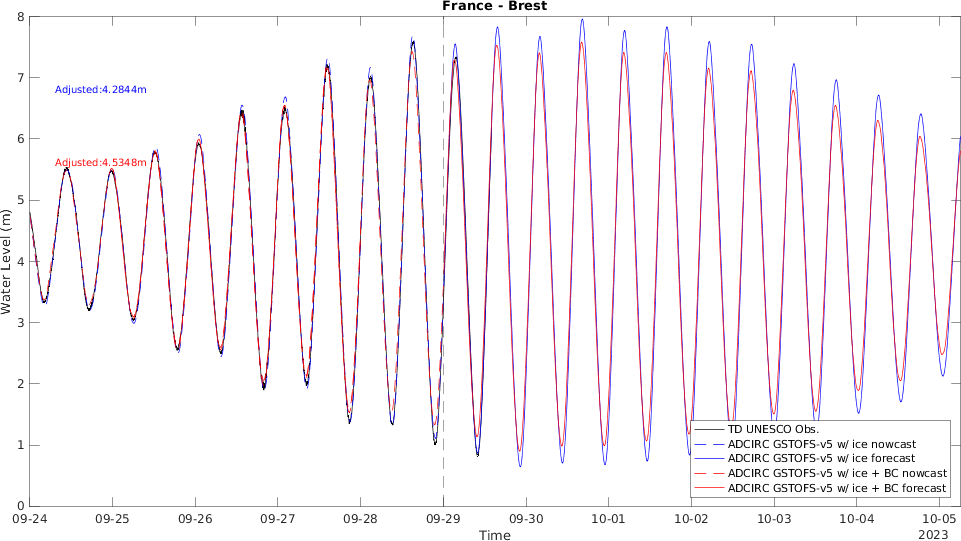 France - Brest
8
7
6
5
4
3
2
1
0
Water Level (m)
Adjusted:4.2844m
Adjusted:4.5348m
TD UNESCO Obs.
ADCIRC GSTOFS-v5 w/ ice nowcast
ADCIRC GSTOFS-v5 w/ ice forecast
ADCIRC GSTOFS-v5 w/ ice + BC nowcast
ADCIRC GSTOFS-v5 w/ ice + BC forecast
09-24 09-25 09-26 09-27 09-28 09-29 09-30 10-01 10-02 10-03 10-04 10-05
Time
2023